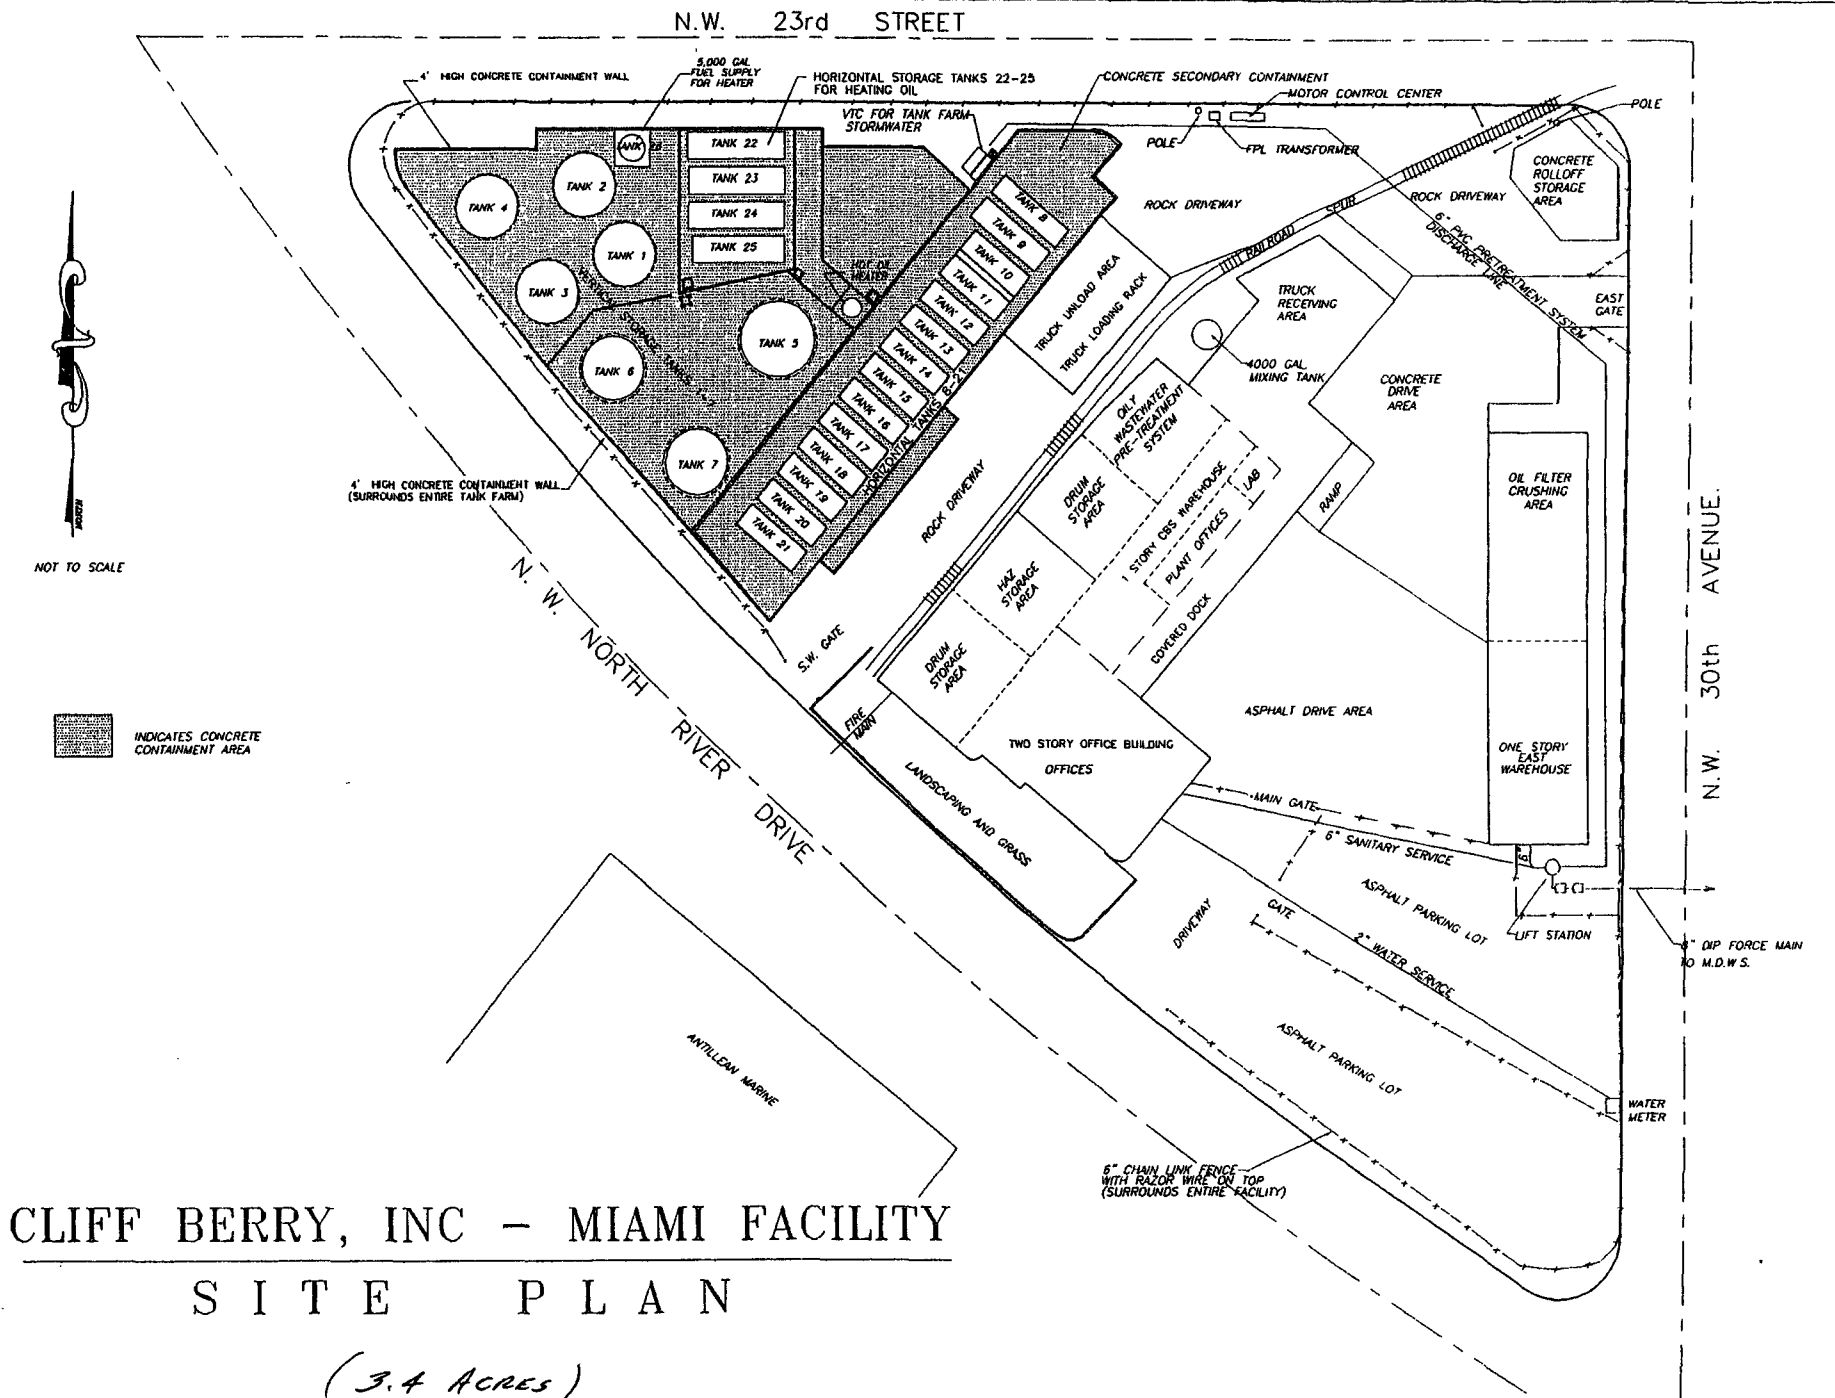 N.W. 23rd STREET
4' HIGH CONCRETE CONTAINMENT WALL
5,000 GAL
FUEL SUPPLY
FOR HEATER
HORIZONTAL STORAGE TANKS 22-25
FOR HEATING OIL
CONCRETE SECONDARY CONTAINMENT
MOTOR CONTROL CENTER
POLE
VTC FOR TANK FARM
STORMWATER
POLE
FPL TRANSFORMER
CONCRETE
ROLLOFF
STORAGE
AREA
ROCK DRIVEWAY
ROCK DRIVEWAY
RAILROAD SPUR
6" PVC PRETREATMENT SYSTEM
DISCHARGE LINE
EAST
GATE
TANK 22
TANK 23
TANK 24
TANK 25
TANK 2
TANK 4
TANK 1
TANK 3
TANK 5
TANK 6
TANK 7
VERTICAL STORAGE TANKS 1-7
HOT OIL
HEATER
TANK 8
TANK 9
TANK 10
TANK 11
TANK 12
TANK 13
TANK 14
TANK 15
TANK 16
TANK 17
TANK 18
TANK 19
TANK 20
TANK 21
HORIZONTAL TANKS 8-21
TRUCK UNLOAD AREA
TRUCK LOADING RACK
TRUCK
RECEIVING
AREA
4000 GAL
MIXING TANK
CONCRETE
DRIVE
AREA
OILY
WASTEWATER
PRE-TREATMENT
SYSTEM
DRUM
STORAGE
AREA
1 STORY CBS WAREHOUSE
LAB
PLANT OFFICES
RAMP
OIL FILTER
CRUSHING
AREA
4' HIGH CONCRETE CONTAINMENT WALL
(SURROUNDS ENTIRE TANK FARM)
ROCK DRIVEWAY
HAZ
STORAGE
AREA
COVERED DOCK
DRUM
STORAGE
AREA
NORTH
NOT TO SCALE
S.W. GATE
FIRE
MAIN
N. W. NORTH RIVER DRIVE
N.W. 30th AVENUE.
INDICATES CONCRETE
CONTAINMENT AREA
ASPHALT DRIVE AREA
TWO STORY OFFICE BUILDING
OFFICES
ONE STORY
EAST
WAREHOUSE
LANDSCAPING AND GRASS
MAIN GATE
6" SANITARY SERVICE
6"
ASPHALT PARKING LOT
LIFT STATION
DRIVEWAY
GATE
2" WATER SERVICE
DIP FORCE MAIN
TO M.D.W.S.
ASPHALT PARKING LOT
WATER
METER
ANTILLEAN MARINE
6" CHAIN LINK FENCE
WITH RAZOR WIRE ON TOP
(SURROUNDS ENTIRE FACILITY)
CLIFF BERRY, INC - MIAMI FACILITY
SITE PLAN
(3.4 ACRES)